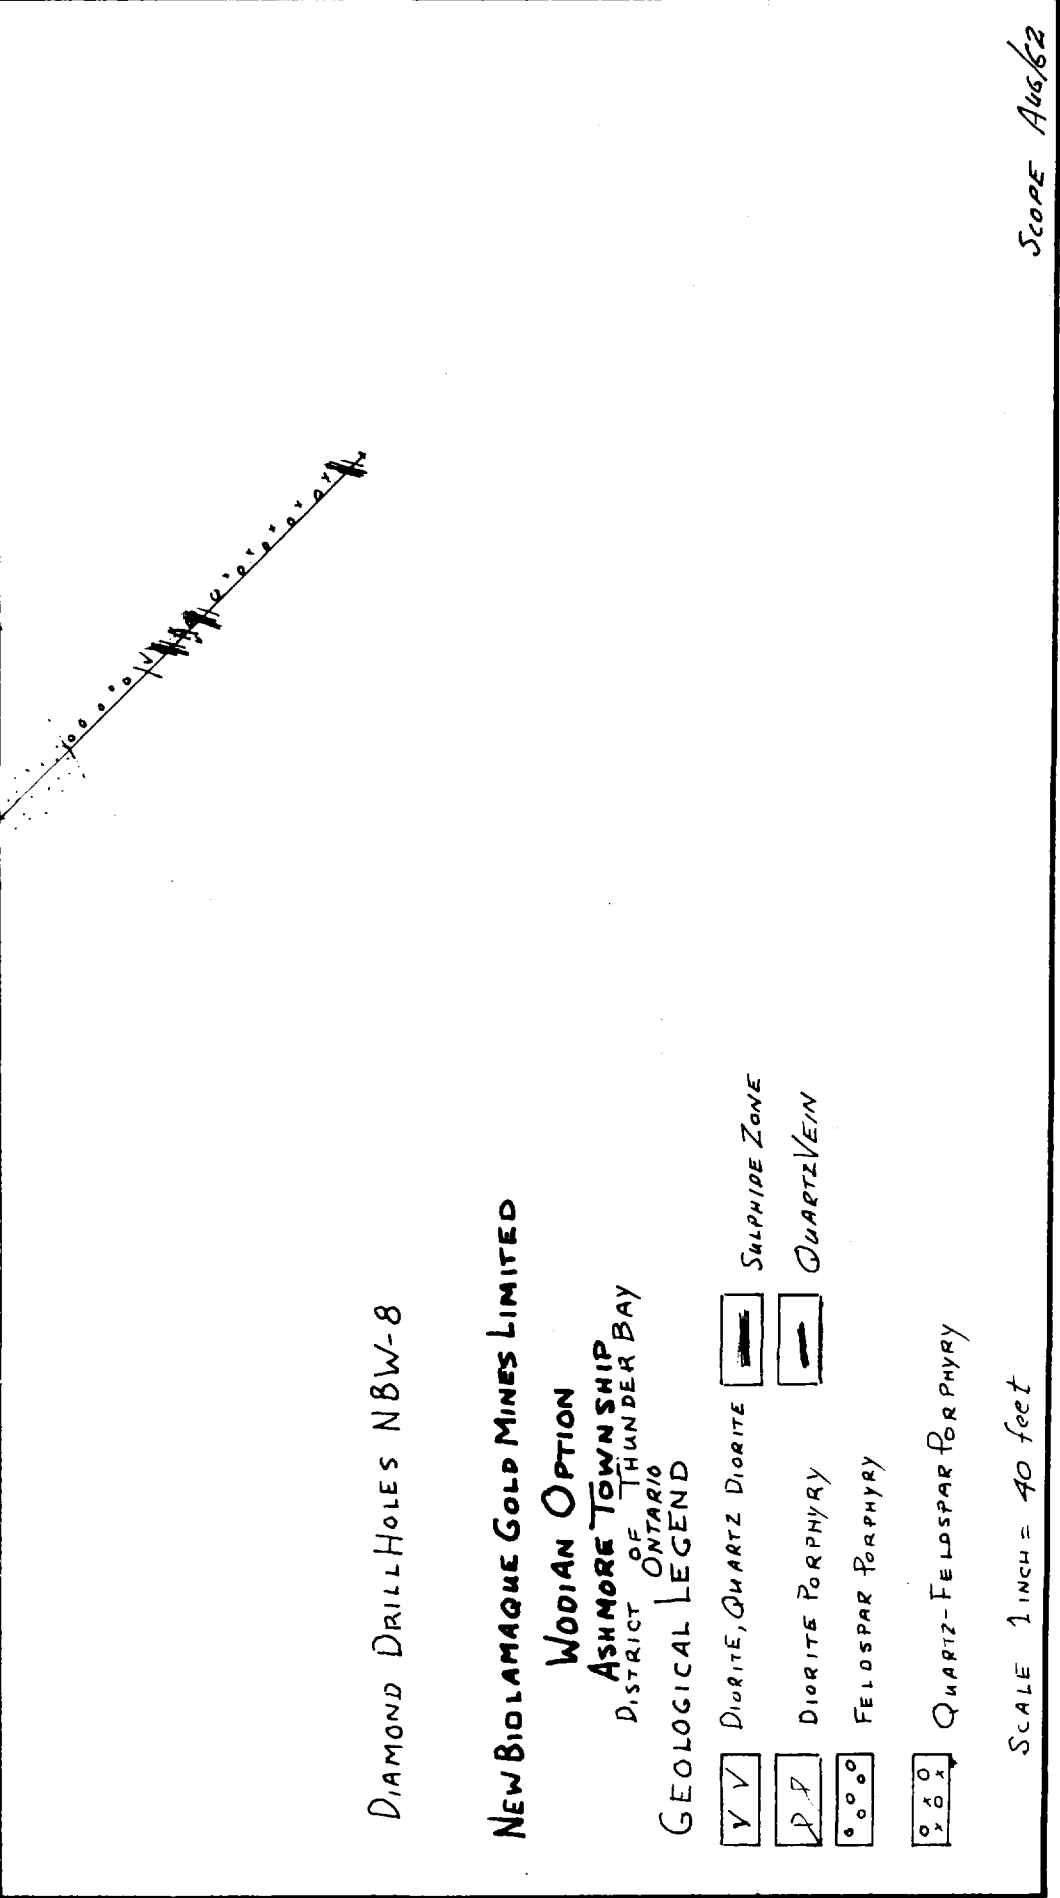 DIAMOND DRILL HOLES NBW-8
NEW BIDLAMAQUE GOLD MINES LIMITED
WODIAN OPTION
ASHMORE TOWNSHIP
DISTRICT OF THUNDER BAY
ONTARIO
GEOLOGICAL LEGEND
DIORITE, QUARTZ DIORITE
SULPHIDE ZONE
DIORITE PORPHYRY
QUARTZ VEIN
FELDSPAR PORPHYRY
QUARTZ-FELDSPAR PORPHYRY
SCALE 1 INCH = 40 feet
SCOPE AUG/62